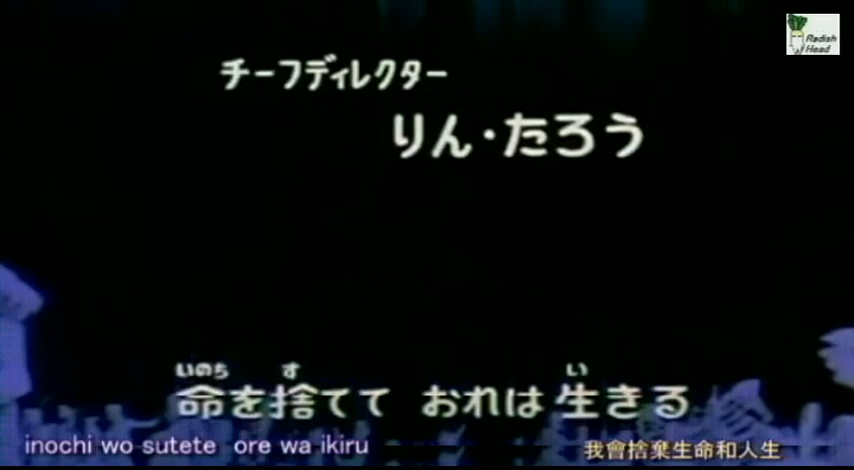 Radish
Head
チーフディレクター
りん・たろう
いのち す い
命を捨てて おれは生きる
inochi wo sutete ore wa ikiru
我會捨棄生命和人生